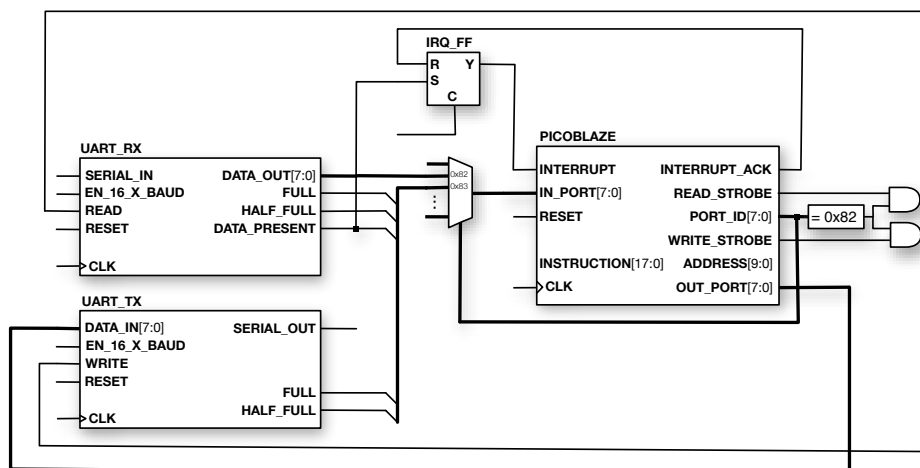 IRQ_FF
R Y
S
C
UART_RX
SERIAL_IN DATA_OUT[7:0]
EN_16_X_BAUD FULL
READ HALF_FULL
RESET DATA_PRESENT
CLK
0x82
0x83
PICOBLAZE
INTERRUPT INTERRUPT_ACK
IN_PORT[7:0] READ_STROBE
RESET PORT_ID[7:0]
WRITE_STROBE
INSTRUCTION[17:0] ADDRESS[9:0]
CLK OUT_PORT[7:0]
= 0x82
UART_TX
DATA_IN[7:0] SERIAL_OUT
EN_16_X_BAUD
WRITE
RESET
FULL
HALF_FULL
CLK